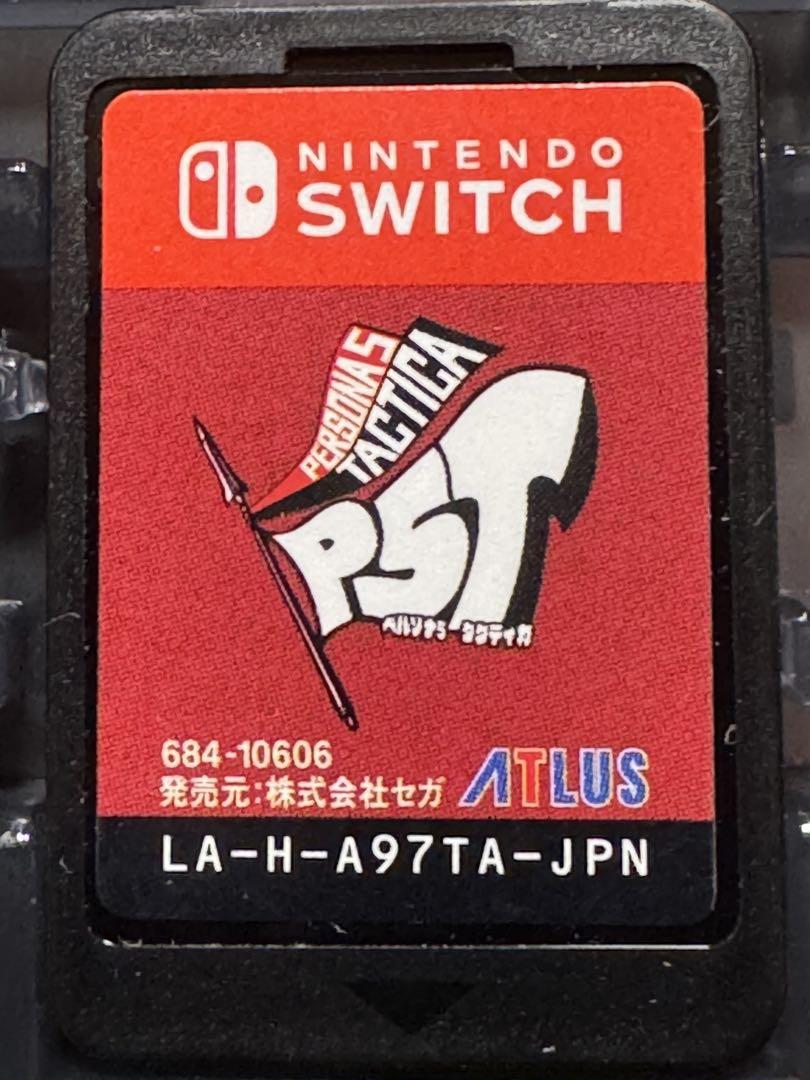 NINTENDO
SWITCH
PERSONA5
TACTICA
P5T
ペルソナ5 タクティカ
684-10606
発売元:株式会社セガ ATLUS
LA-H-A97TA-JPN